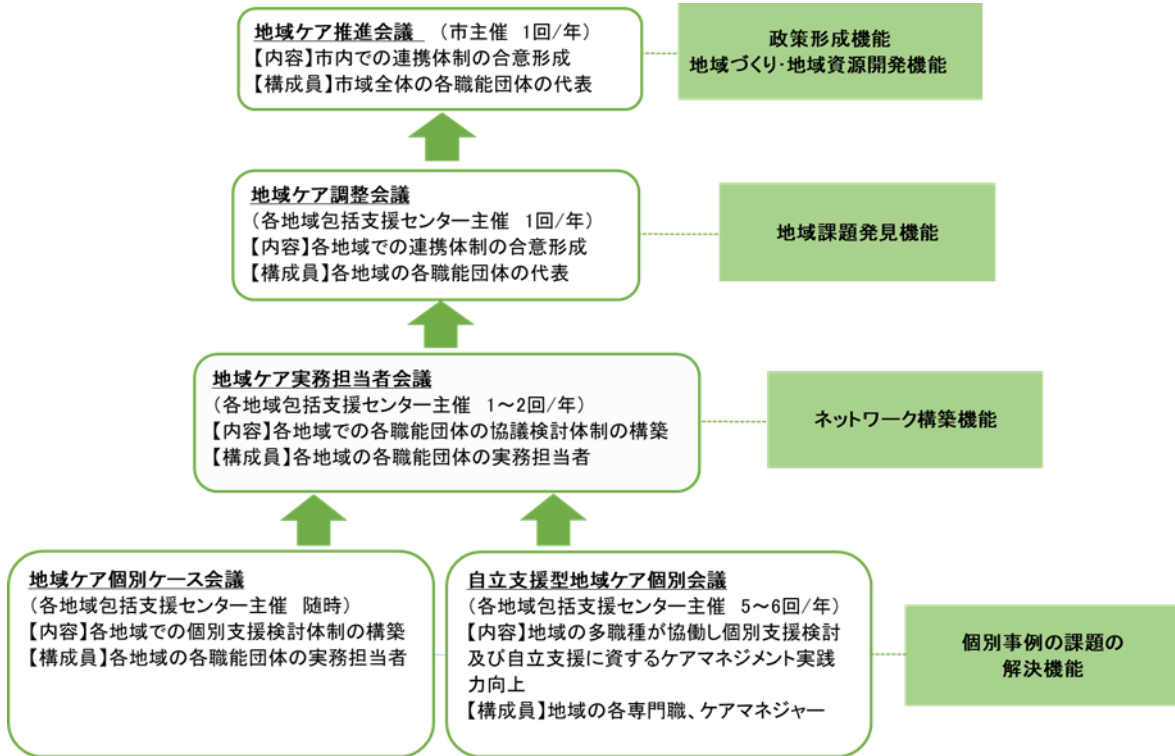 地域ケア推進会議 （市主催 1回/年）
【内容】市内での連携体制の合意形成
【構成員】市域全体の各職能団体の代表
政策形成機能
地域づくり・地域資源開発機能
地域ケア調整会議
（各地域包括支援センター主催 1回/年）
【内容】各地域での連携体制の合意形成
【構成員】各地域の各職能団体の代表
地域課題発見機能
地域ケア実務担当者会議
（各地域包括支援センター主催 1～2回/年）
【内容】各地域での各職能団体の協議検討体制の構築
【構成員】各地域の各職能団体の実務担当者
ネットワーク構築機能
地域ケア個別ケース会議
（各地域包括支援センター主催 随時）
【内容】各地域での個別支援検討体制の構築
【構成員】各地域の各職能団体の実務担当者
自立支援型地域ケア個別会議
（各地域包括支援センター主催 5～6回/年）
【内容】地域の多職種が協働し個別支援検討
及び自立支援に資するケアマネジメント実践
力向上
【構成員】地域の各専門職、ケアマネジャー
個別事例の課題の
解決機能